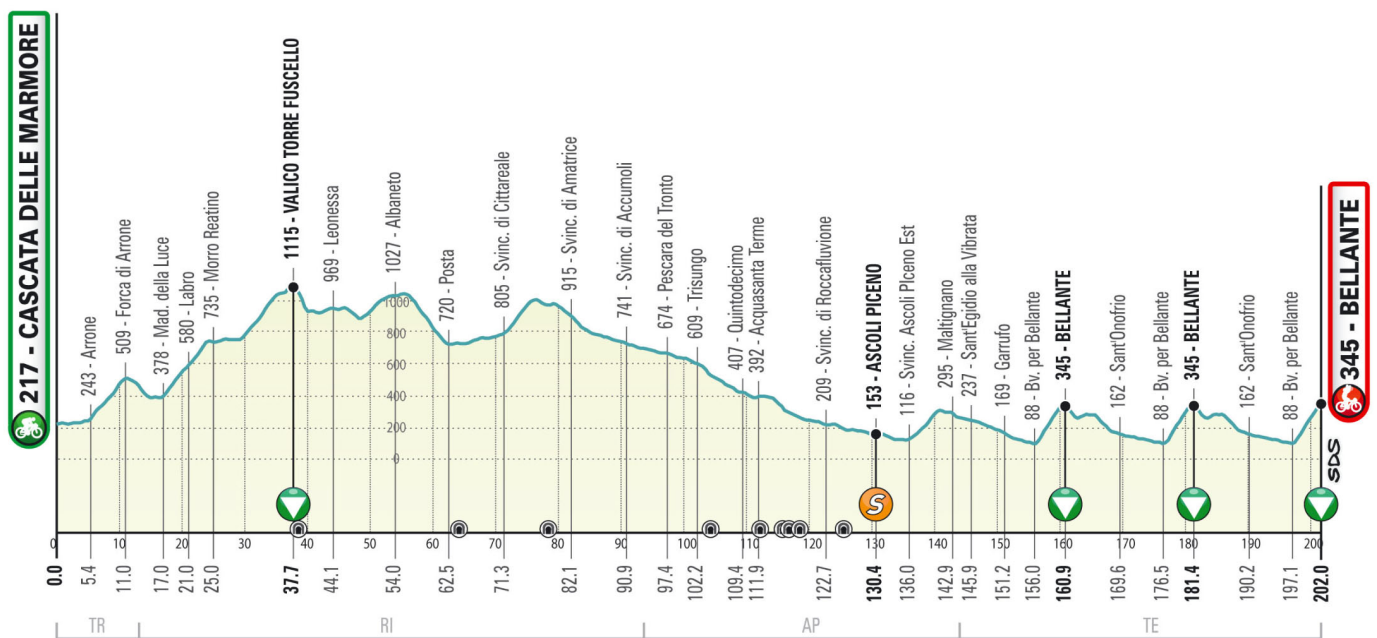 217 - CASCATA DELLE MARMORE
243 - Arrone
509 - Forca di Arrone
378 - Mad. della Luce
580 - Labro
735 - Morro Reatino
1115 - VALICO TORRE FUSCELLO
969 - Leonessa
1027 - Albaneto
720 - Posta
805 - Svinc. di Cittareale
915 - Svinc. di Amatrice
741 - Svinc. di Accumoli
674 - Pescara del Tronto
609 - Trisungo
407 - Quintodecimo
392 - Acquasanta Terme
209 - Svinc. di Roccafluvione
153 - ASCOLI PICENO
116 - Svinc. Ascoli PIceno Est
295 - Maltignano
237 - Sant'Egidio alla Vibrata
169 - Garrufo
88 - Bv. per Bellante
345 - BELLANTE
162 - Sant'Onofrio
88 - Bv. per Bellante
345 - BELLANTE
162 - Sant'Onofrio
88 - Bv. per Bellante
345 - BELLANTE
1000
800
600
400
200
0
S
SDS
0 10 20 30 40 50 60 70 80 90 100 110 120 130 140 150 160 170 180 190 200
0.0 5.4 11.0 17.0 21.0 25.0 37.7 44.1 54.0 62.5 71.3 82.1 90.9 97.4 102.2 109.4 111.9 122.7 130.4 136.0 142.9 145.9 151.2 156.0 160.9 169.6 176.5 181.4 190.2 197.1 202.0
TR RI AP TE